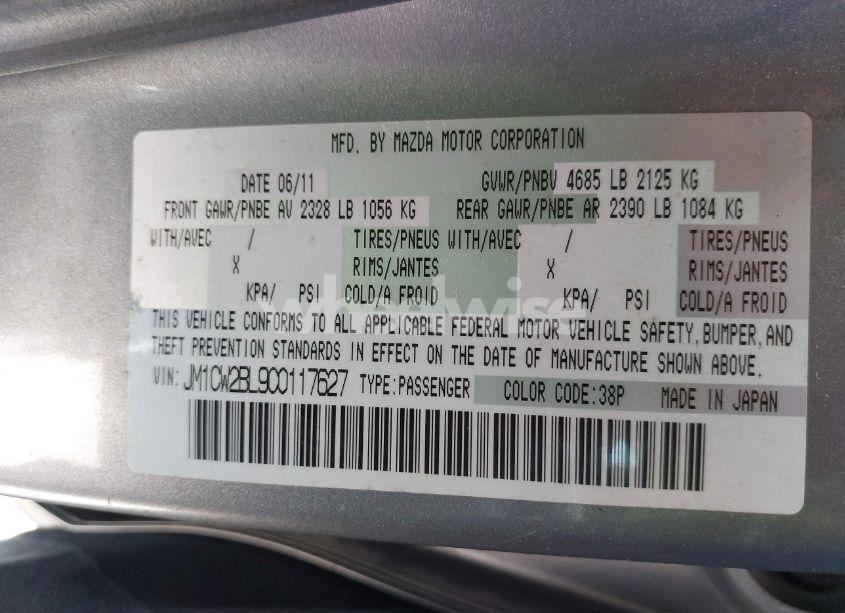 MFD. BY MAZDA MOTOR CORPORATION
DATE 06/11 GVWR/PNBV 4685 LB 2125 KG
FRONT GAWR/PNBE AV 2328 LB 1056 KG REAR GAWR/PNBE AR 2390 LB 1084 KG
WITH/AVEC / TIRES/PNEUS WITH/AVEC / TIRES/PNEUS
X RIMS/JANTES X RIMS/JANTES
KPA/ PSI COLD/A FROID KPA/ PSI COLD/A FROID
THIS VEHICLE CONFORMS TO ALL APPLICABLE FEDERAL MOTOR VEHICLE SAFETY, BUMPER, AND
THEFT PREVENTION STANDARDS IN EFFECT ON THE DATE OF MANUFACTURE SHOWN ABOVE.
VIN: JM1CW2BL9C0117627 TYPE:PASSENGER COLOR CODE:38P MADE IN JAPAN
wheelwise